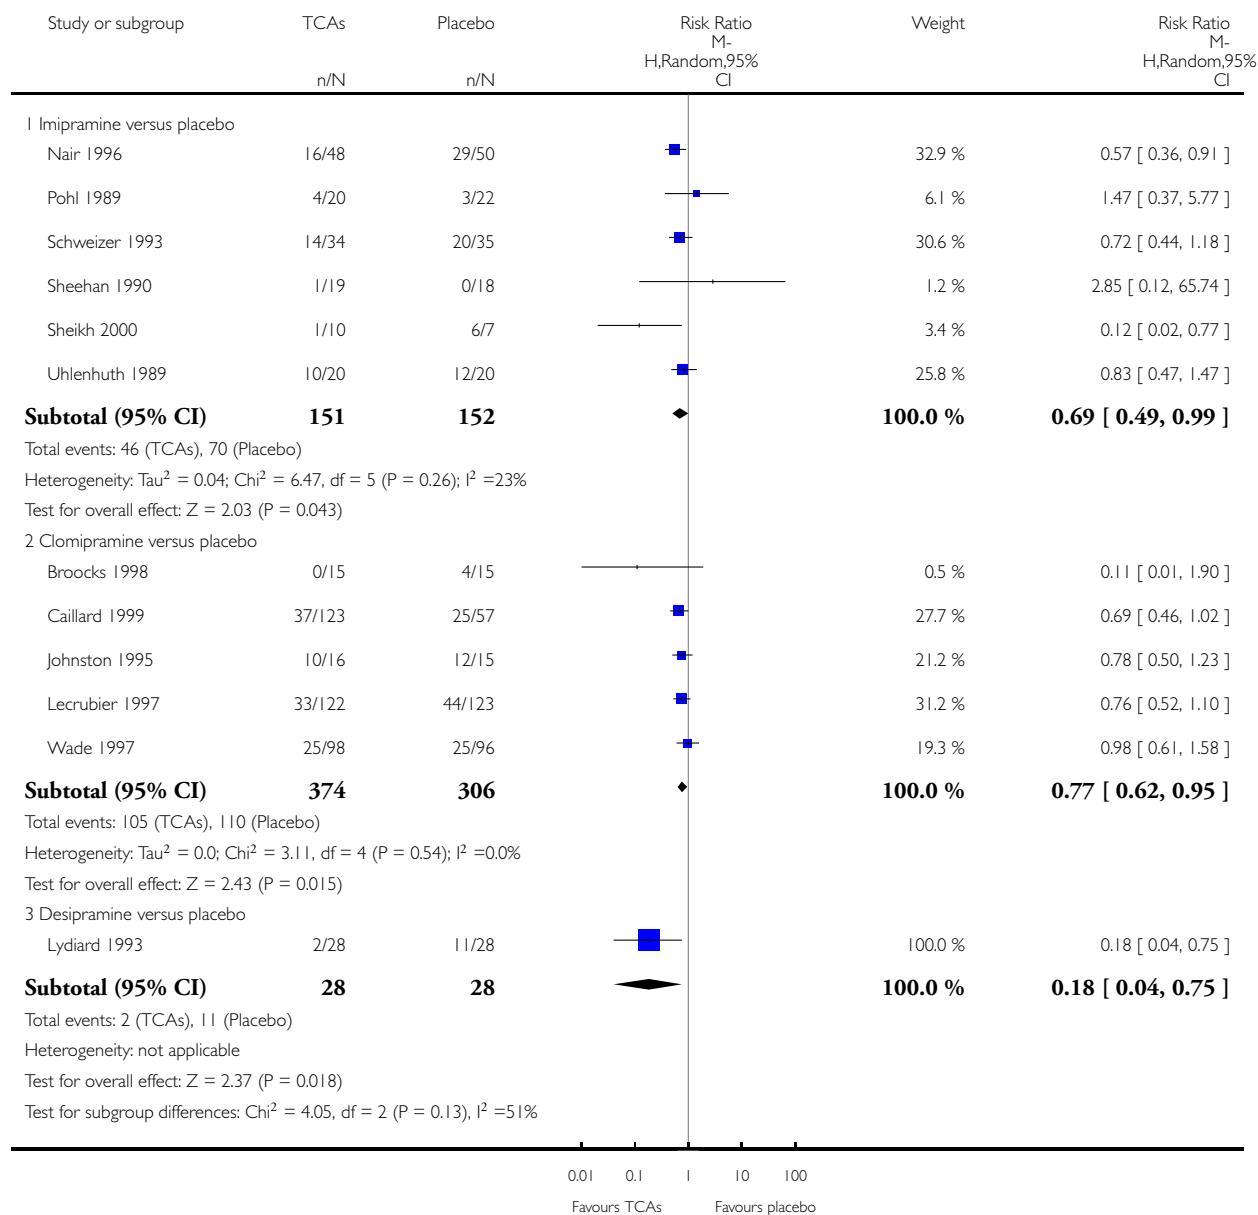 Study or subgroup TCAs Placebo Risk Ratio Weight Risk Ratio
M- M-
H,Random,95% H,Random,95%
n/N n/N CI CI
1 Imipramine versus placebo
Nair 1996 16/48 29/50 32.9 % 0.57 [ 0.36, 0.91 ]
Pohl 1989 4/20 3/22 6.1 % 1.47 [ 0.37, 5.77 ]
Schweizer 1993 14/34 20/35 30.6 % 0.72 [ 0.44, 1.18 ]
Sheehan 1990 1/19 0/18 1.2 % 2.85 [ 0.12, 65.74 ]
Sheikh 2000 1/10 6/7 3.4 % 0.12 [ 0.02, 0.77 ]
Uhlenhuth 1989 10/20 12/20 25.8 % 0.83 [ 0.47, 1.47 ]
Subtotal (95% CI) 151 152 100.0 % 0.69 [ 0.49, 0.99 ]
Total events: 46 (TCAs), 70 (Placebo)
Heterogeneity: Tau² = 0.04; Chi² = 6.47, df = 5 (P = 0.26); I² =23%
Test for overall effect: Z = 2.03 (P = 0.043)
2 Clomipramine versus placebo
Broocks 1998 0/15 4/15 0.5 % 0.11 [ 0.01, 1.90 ]
Caillard 1999 37/123 25/57 27.7 % 0.69 [ 0.46, 1.02 ]
Johnston 1995 10/16 12/15 21.2 % 0.78 [ 0.50, 1.23 ]
Lecrubier 1997 33/122 44/123 31.2 % 0.76 [ 0.52, 1.10 ]
Wade 1997 25/98 25/96 19.3 % 0.98 [ 0.61, 1.58 ]
Subtotal (95% CI) 374 306 100.0 % 0.77 [ 0.62, 0.95 ]
Total events: 105 (TCAs), 110 (Placebo)
Heterogeneity: Tau² = 0.0; Chi² = 3.11, df = 4 (P = 0.54); I² =0.0%
Test for overall effect: Z = 2.43 (P = 0.015)
3 Desipramine versus placebo
Lydiard 1993 2/28 11/28 100.0 % 0.18 [ 0.04, 0.75 ]
Subtotal (95% CI) 28 28 100.0 % 0.18 [ 0.04, 0.75 ]
Total events: 2 (TCAs), 11 (Placebo)
Heterogeneity: not applicable
Test for overall effect: Z = 2.37 (P = 0.018)
Test for subgroup differences: Chi² = 4.05, df = 2 (P = 0.13), I² =51%
0.01 0.1 1 10 100
Favours TCAs Favours placebo